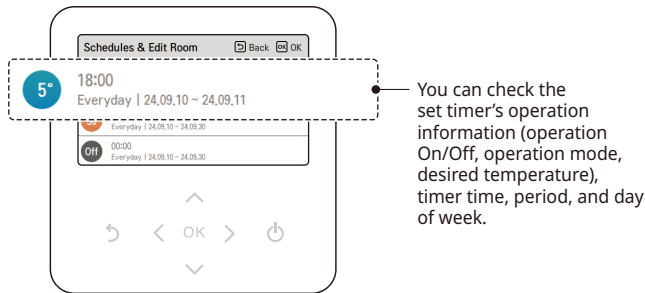 Schedules & Edit Room Back OK OK
5°
18:00
Everyday | 24.09.10 ~ 24.09.11
Everyday | 24.09.10 ~ 24.09.30
Off 00:00
Everyday | 24.09.10 ~ 24.09.30
OK
You can check the
set timer’s operation
information (operation
On/Off, operation mode,
desired temperature),
timer time, period, and day
of week.